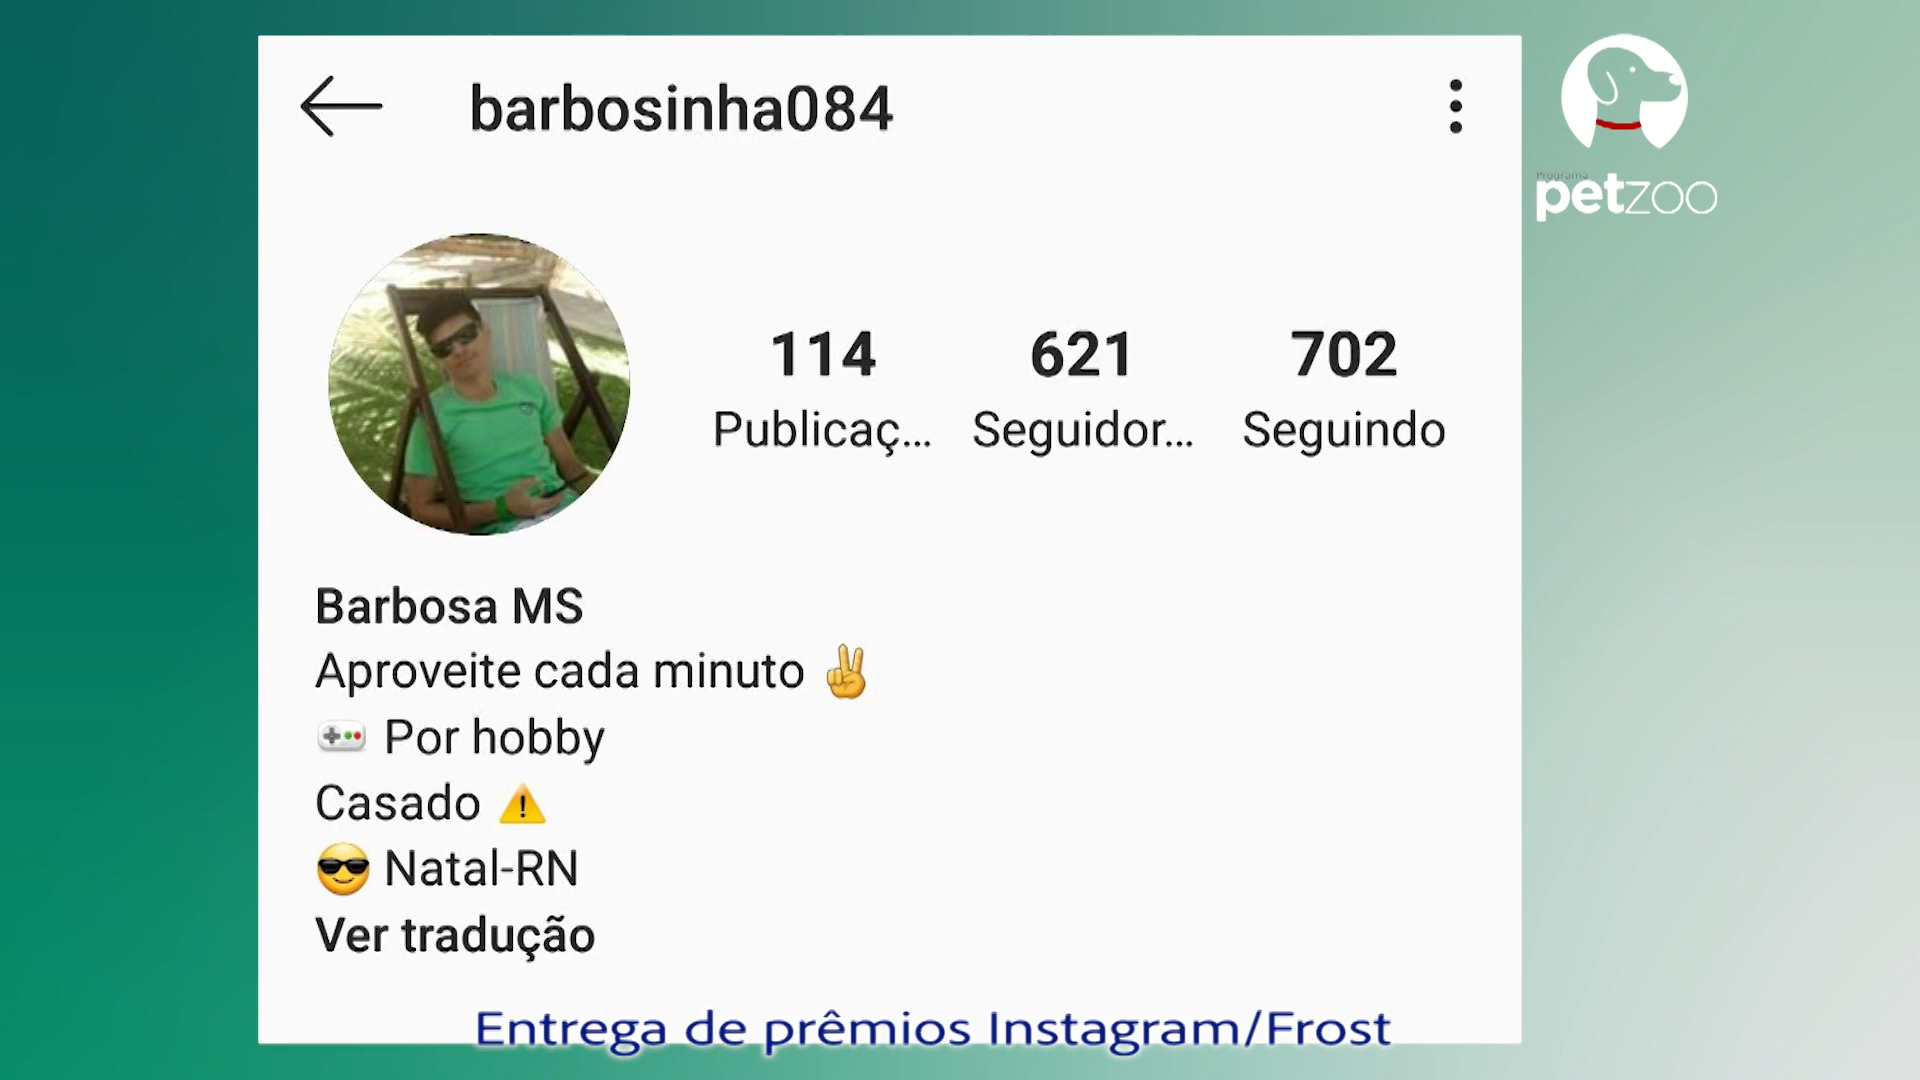 barbosinha084
Programa
petzoo
114 621 702
Publicaç... Seguidor... Seguindo
Barbosa MS
Aproveite cada minuto ✌
🎮 Por hobby
Casado ⚠
😎 Natal-RN
Ver tradução
Entrega de prêmios Instagram/Frost